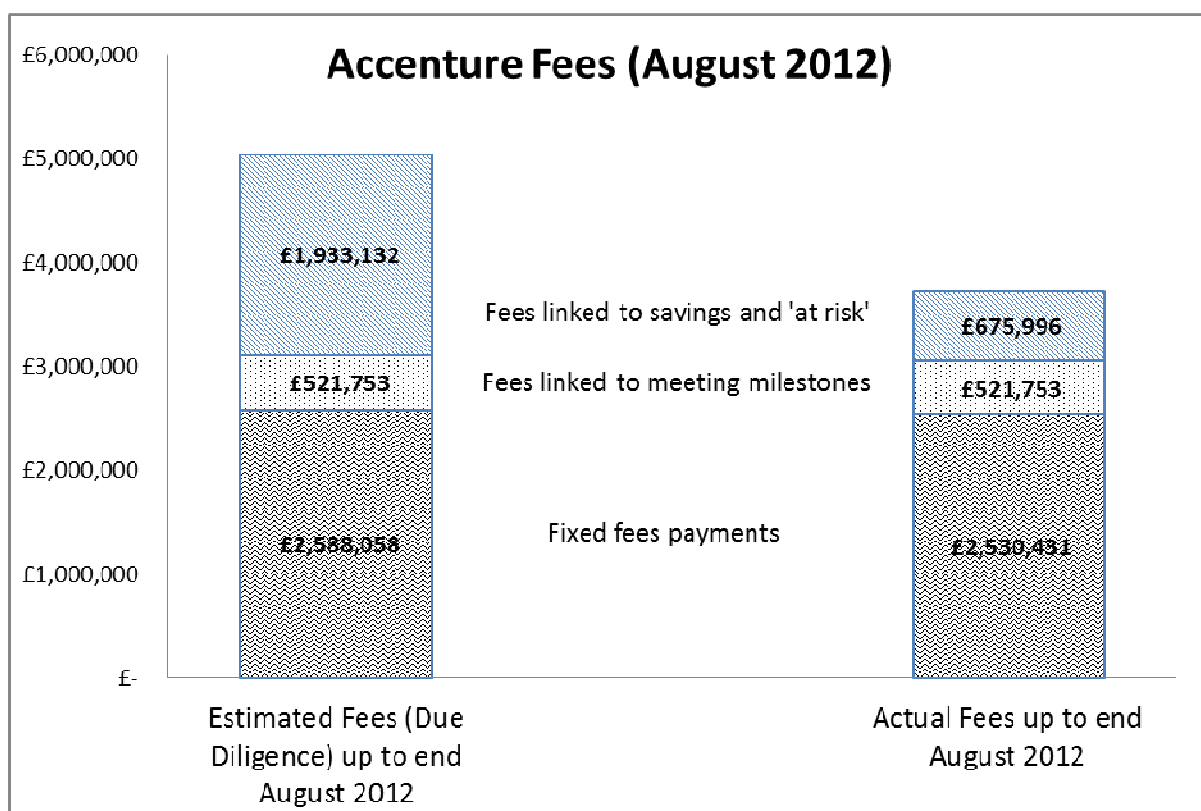 Accenture Fees (August 2012)
£6,000,000
£5,000,000
£4,000,000
£3,000,000
£2,000,000
£1,000,000
£-
£1,933,132
£521,753
£2,588,058
Fees linked to savings and 'at risk'
Fees linked to meeting milestones
Fixed fees payments
£675,996
£521,753
Estimated Fees (Due
Diligence) up to end
August 2012
Actual Fees up to end
August 2012